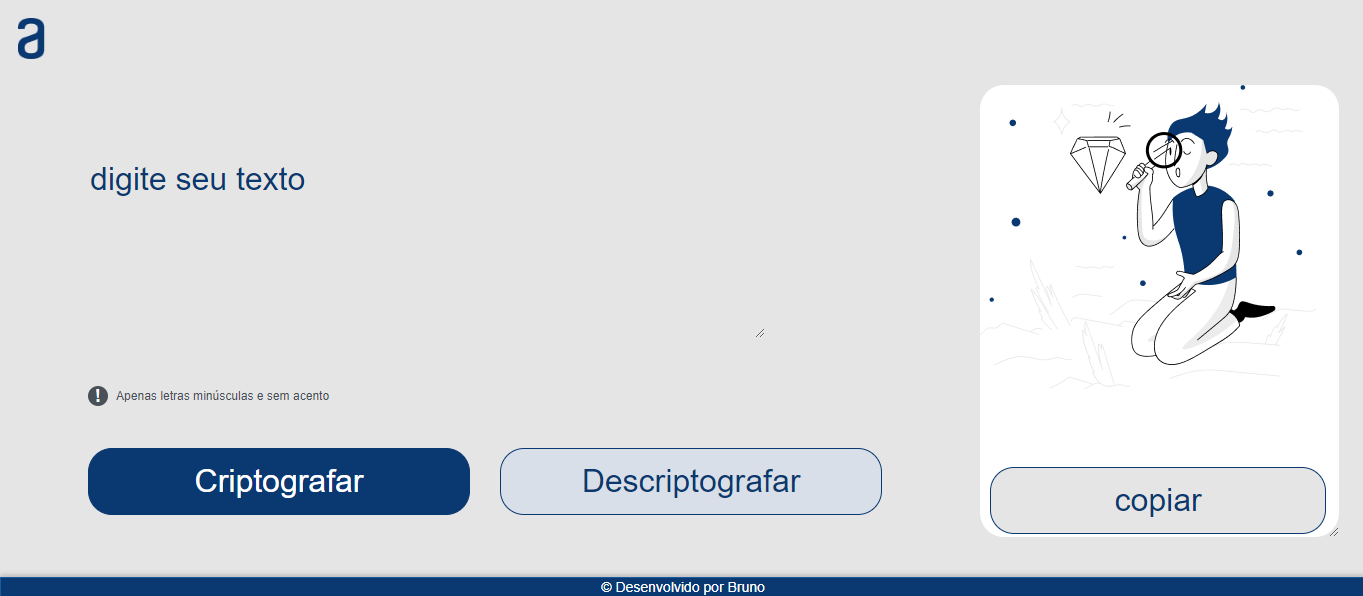 a
digite seu texto
! Apenas letras minúsculas e sem acento
Criptografar
Descriptografar
copiar
© Desenvolvido por Bruno